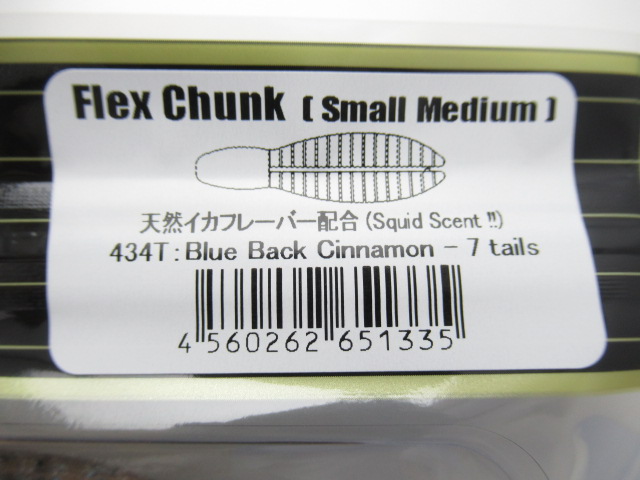 Flex Chunk [ Small Medium ]
天然イカフレーバー配合(Squid Scent !!)
434T:Blue Back Cinnamon - 7 tails
4 560262 651335